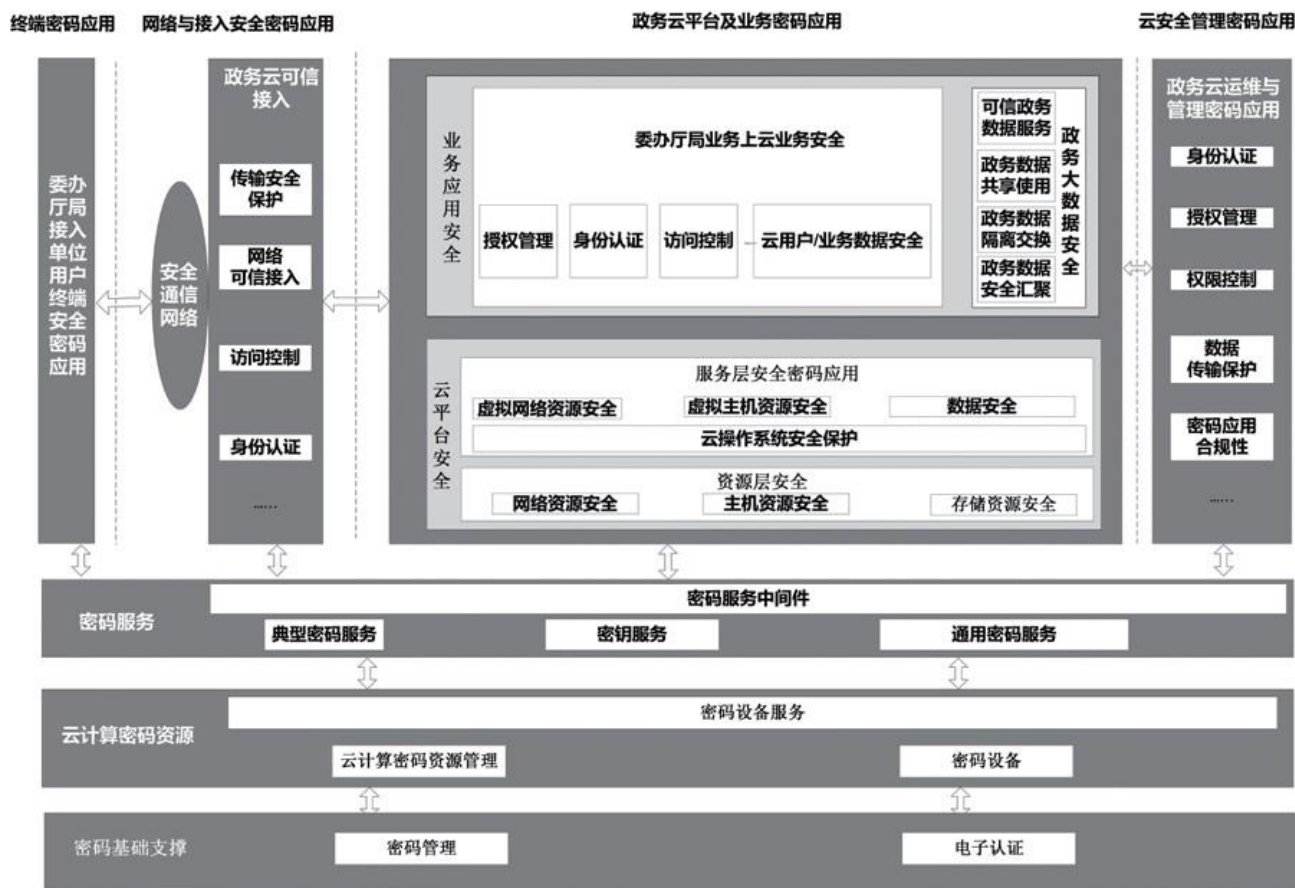 终端密码应用
网络与接入安全密码应用
政务云平台及业务密码应用
云安全管理密码应用
委办
厅局
接入
单位
用户
终端
安全
密码
应用
安全
通信
网络
政务云可信
接入
传输安全
保护
网络
可信接入
访问控制
身份认证
......
业务应用安全
委办厅局业务上云业务安全
授权管理
身份认证
访问控制
...
云用户/业务数据安全
可信政务
数据服务
政务数据
共享使用
政务数据
隔离交换
政务数据
安全汇聚
政务大数据安全
云平台安全
服务层安全密码应用
虚拟网络资源安全
虚拟主机资源安全
数据安全
云操作系统安全保护
资源层安全
网络资源安全
主机资源安全
存储资源安全
政务云运维与
管理密码应用
身份认证
授权管理
权限控制
数据
传输保护
密码应用
合规性
......
密码服务
密码服务中间件
典型密码服务
密钥服务
通用密码服务
云计算密码资源
密码设备服务
云计算密码资源管理
密码设备
密码基础支撑
密码管理
电子认证